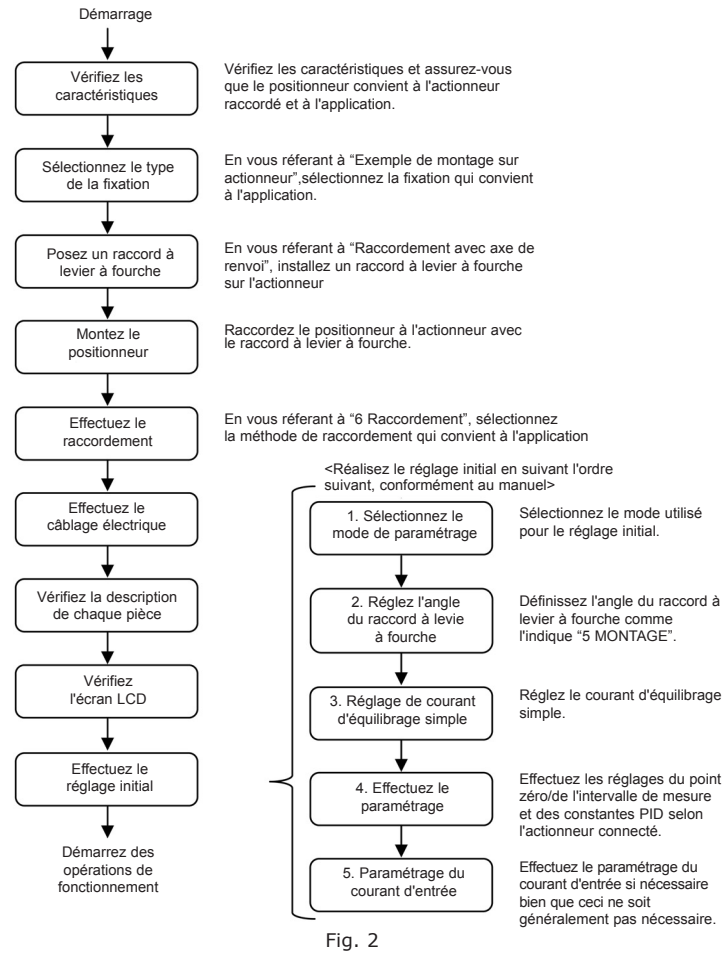 Démarrage
Vérifiez les
caractéristiques
Vérifiez les caractéristiques et assurez-vous
que le positionneur convient à l'actionneur
raccordé et à l'application.
Sélectionnez le type
de la fixation
En vous réferant à “Exemple de montage sur
actionneur”,sélectionnez la fixation qui convient
à l'application.
Posez un raccord à
levier à fourche
En vous réferant à “Raccordement avec axe de
renvoi”, installez un raccord à levier à fourche
sur l'actionneur
Montez le
positionneur
Raccordez le positionneur à l'actionneur avec
le raccord à levier à fourche.
Effectuez le
raccordement
En vous réferant à “6 Raccordement”, sélectionnez
la méthode de raccordement qui convient à l'application
Effectuez le
câblage électrique
Vérifiez la description
de chaque pièce
Vérifiez
l'écran LCD
Effectuez le
réglage initial
Démarrez des
opérations de
fonctionnement
<Réalisez le réglage initial en suivant l'ordre
suivant, conformément au manuel>
1. Sélectionnez le
mode de paramétrage
Sélectionnez le mode utilisé
pour le réglage initial.
2. Réglez l'angle
du raccord à levie
à fourche
Définissez l'angle du raccord à
levier à fourche comme
l'indique “5 MONTAGE”.
3. Réglage de courant
d'équilibrage simple
Réglez le courant d'équilibrage
simple.
4. Effectuez le
paramétrage
Effectuez les réglages du point
zéro/de l'intervalle de mesure
et des constantes PID selon
l'actionneur connecté.
5. Paramétrage du
courant d'entrée
Effectuez le paramétrage du
courant d'entrée si nécessaire
bien que ceci ne soit
généralement pas nécessaire.
Fig. 2